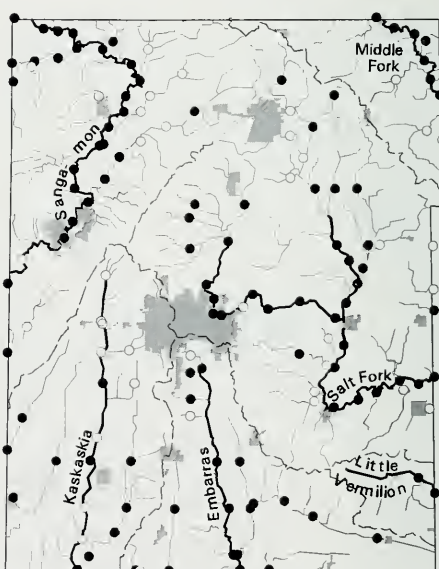 Middle
Fork
Sanga-
mon
Salt Fork
Kaskaskia
Embarras
Little
Vermilion